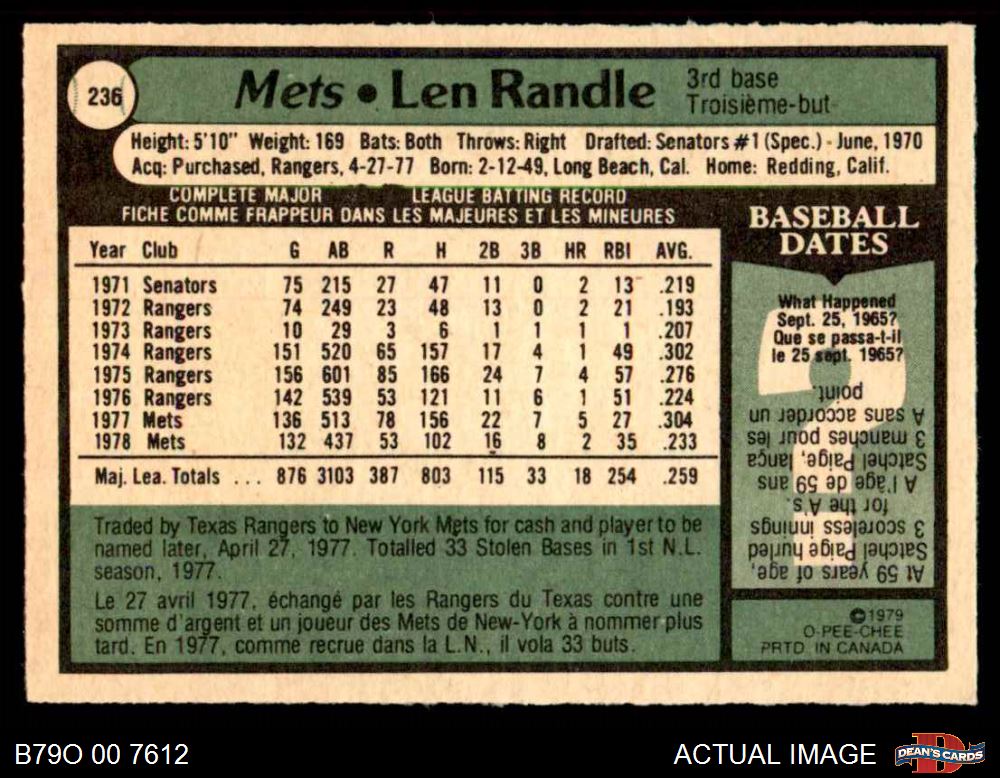 236
Mets • Len Randle
3rd base
Troisième-but
Height: 5'10" Weight: 169 Bats: Both Throws: Right Drafted: Senators #1 (Spec.) - June, 1970
Acq: Purchased, Rangers, 4-27-77 Born: 2-12-49, Long Beach, Cal. Home: Redding, Calif.
COMPLETE MAJOR LEAGUE BATTING RECORD
FICHE COMME FRAPPEUR DANS LES MAJEURES ET LES MINEURES
Year Club G AB R H 2B 3B HR RBI AVG.
1971 Senators 75 215 27 47 11 0 2 13 .219
1972 Rangers 74 249 23 48 13 0 2 21 .193
1973 Rangers 10 29 3 6 1 1 1 1 .207
1974 Rangers 151 520 65 157 17 4 1 49 .302
1975 Rangers 156 601 85 166 24 7 4 57 .276
1976 Rangers 142 539 53 121 11 6 1 51 .224
1977 Mets 136 513 78 156 22 7 5 27 .304
1978 Mets 132 437 53 102 16 8 2 35 .233
Maj. Lea. Totals ... 876 3103 387 803 115 33 18 254 .259
Traded by Texas Rangers to New York Mets for cash and player to be
named later, April 27, 1977. Totalled 33 Stolen Bases in 1st N.L.
season, 1977.
Le 27 avril 1977, échangé par les Rangers du Texas contre une
somme d'argent et un joueur des Mets de New-York à nommer plus
tard. En 1977, comme recrue dans la L.N., il vola 33 buts.
BASEBALL
DATES
What Happened
Sept. 25, 1965?
Que se passa-t-il
le 25 sept. 1965?
At 59 years of age,
Satchel Paige hurled
3 scoreless innings
for the A's.
A l'age de 59 ans
Satchel Paige, lança
3 manches pour les
A sans accorder un
point.
©1979
O-PEE-CHEE
PRTD. IN CANADA
B79O 00 7612
ACTUAL IMAGE
DEAN'S CARDS